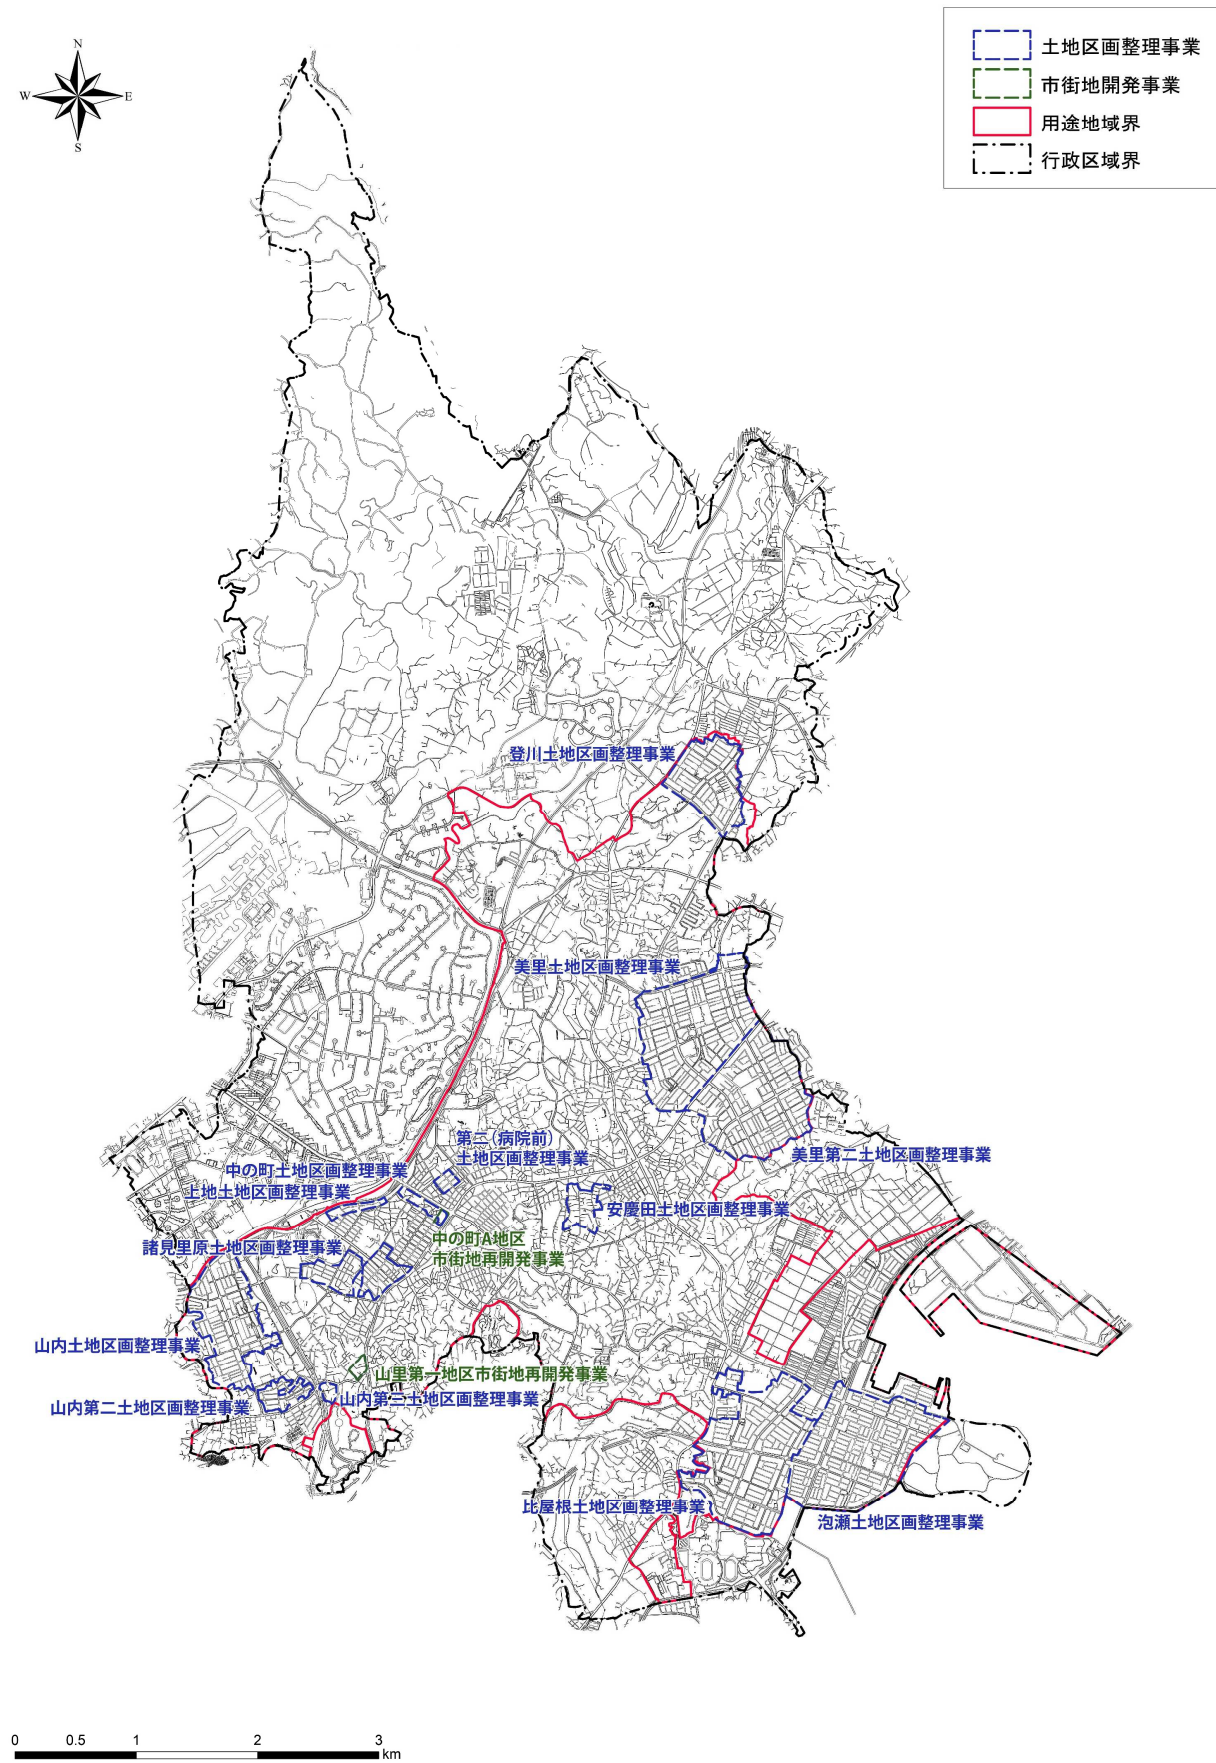 N
W
E
S
土地区画整理事業
市街地開発事業
用途地域界
行政区域界
登川土地区画整理事業
美里土地区画整理事業
第二(病院前)
土地区画整理事業
美里第二土地区画整理事業
中の町土地区画整理事業
上地土地区画整理事業
安慶田土地区画整理事業
中の町A地区
市街地再開発事業
諸見里原土地区画整理事業
山内土地区画整理事業
山里第一地区市街地再開発事業
山内第三土地区画整理事業
山内第二土地区画整理事業
比屋根土地区画整理事業
泡瀬土地区画整理事業
0 0.5 1 2 3
km